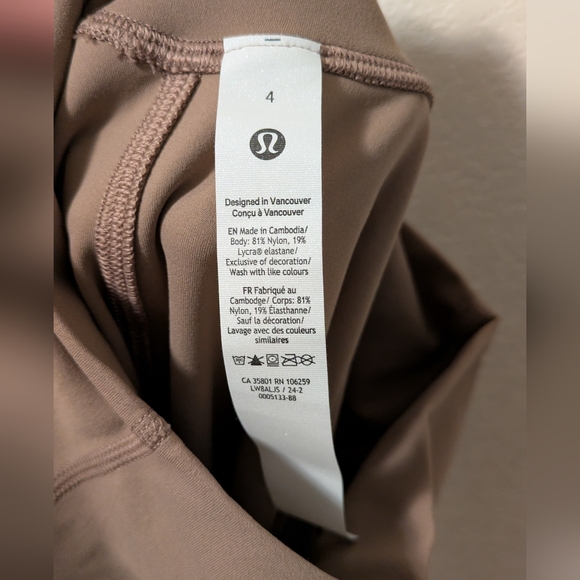 4
Designed in Vancouver
Conçu à Vancouver
EN Made in Cambodia/
Body: 81% Nylon, 19%
Lycra® elastane/
Exclusive of decoration/
Wash with like colours
FR Fabriqué au
Cambodge/ Corps: 81%
Nylon, 19% Élasthanne/
Sauf la décoration/
Lavage avec des couleurs
similaires
CA 35801 RN 106259
LW8ALJS / 24-2
0005133-88